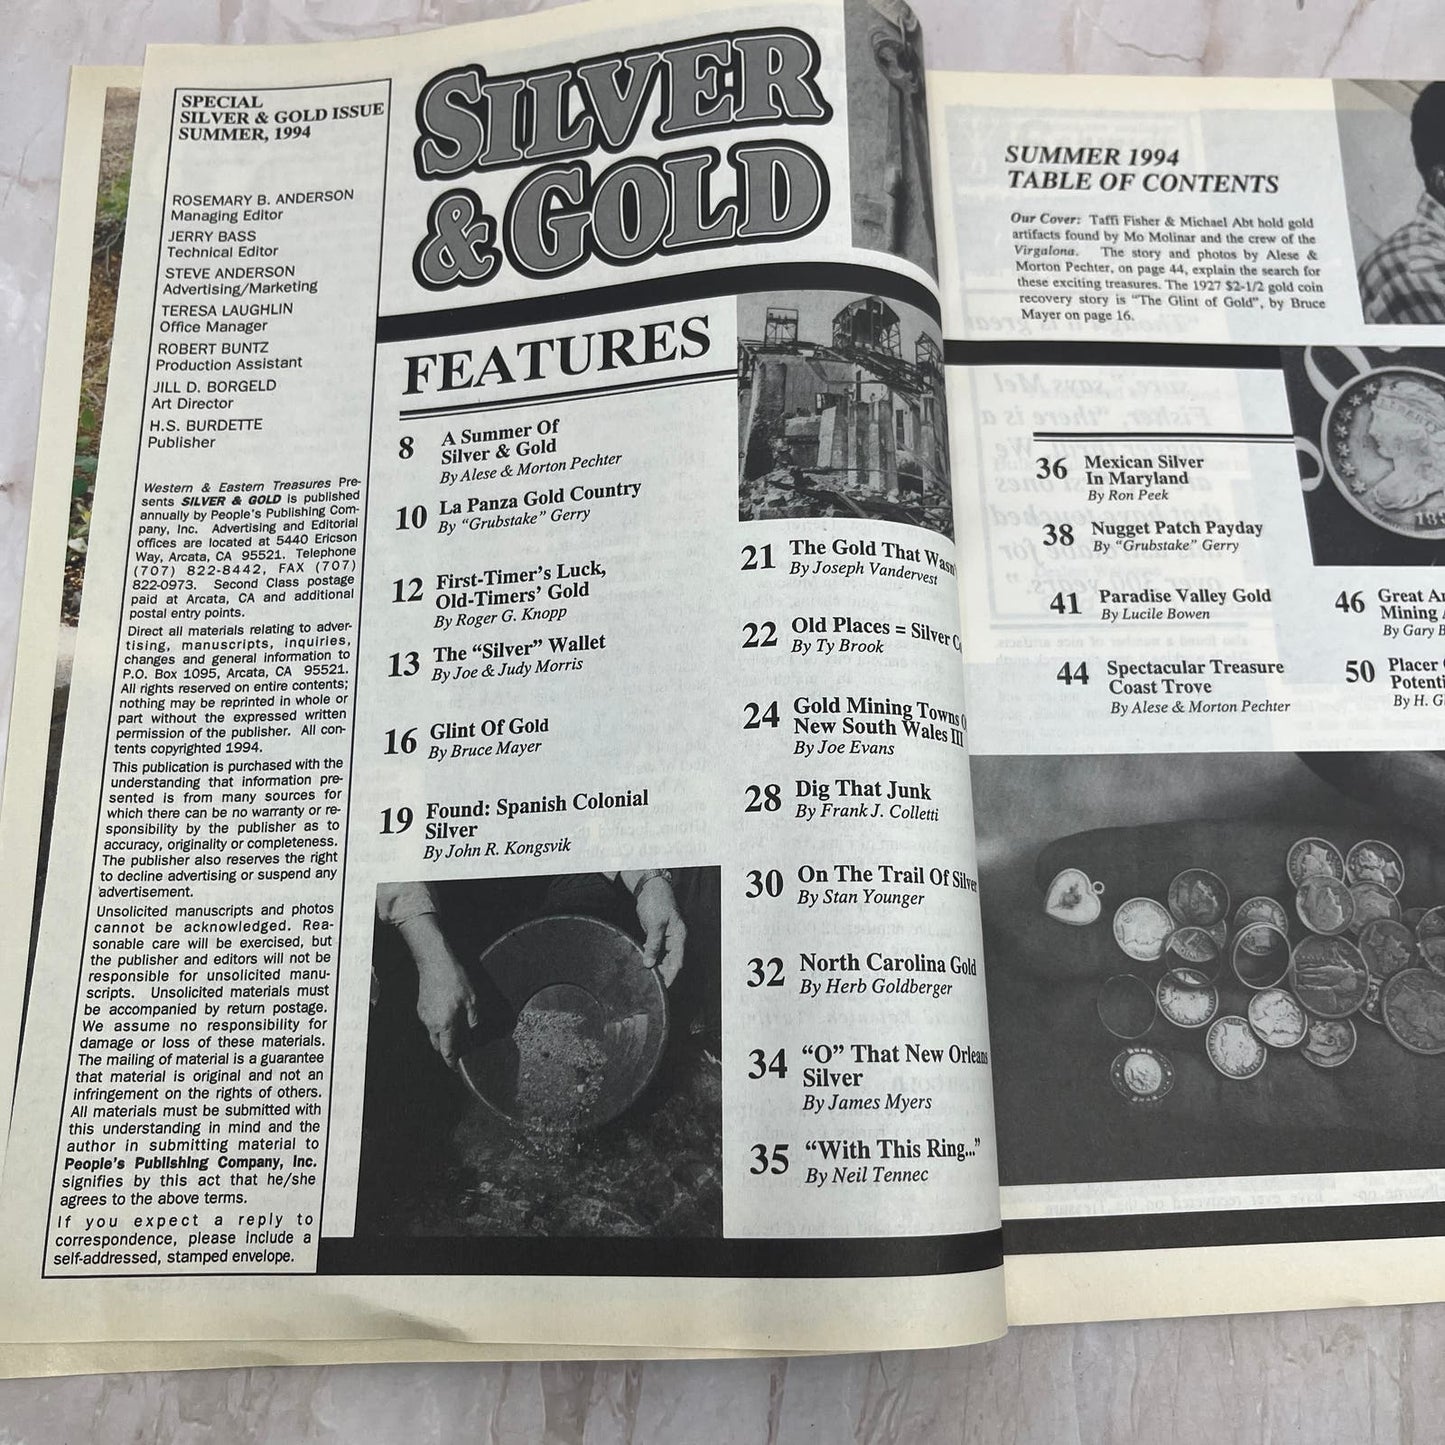 SPECIAL
SILVER & GOLD ISSUE
SUMMER, 1994
ROSEMARY B. ANDERSON
Managing Editor
JERRY BASS
Technical Editor
STEVE ANDERSON
Advertising/Marketing
TERESA LAUGHLIN
Office Manager
ROBERT BUNTZ
Production Assistant
JILL D. BORGELD
Art Director
H.S. BURDETTE
Publisher
Western & Eastern Treasures Pre-
sents SILVER & GOLD is published
annually by People's Publishing Com-
pany, Inc. Advertising and Editorial
offices are located at 5440 Ericson
Way, Arcata, CA 95521. Telephone
(707) 822-8442, FAX (707)
822-0973. Second Class postage
paid at Arcata, CA and additional
postal entry points.
Direct all materials relating to adver-
tising, manuscripts, inquiries,
changes and general information to
P.O. Box 1095, Arcata, CA 95521.
All rights reserved on entire contents;
nothing may be reprinted in whole or
part without the expressed written
permission of the publisher. All con-
tents copyrighted 1994.
This publication is purchased with the
understanding that information pre-
sented is from many sources for
which there can be no warranty or re-
sponsibility by the publisher as to
accuracy, originality or completeness.
The publisher also reserves the right
to decline advertising or suspend any
advertisement.
Unsolicited manuscripts and photos
cannot be acknowledged. Rea-
sonable care will be exercised, but
the publisher and editors will not be
responsible for unsolicited manu-
scripts. Unsolicited materials must
be accompanied by return postage.
We assume no responsibility for
damage or loss of these materials.
The mailing of material is a guarantee
that material is original and not an
infringement on the rights of others.
All materials must be submitted with
this understanding in mind and the
author in submitting material to
People's Publishing Company, Inc.
signifies by this act that he/she
agrees to the above terms.
If you expect a reply to
correspondence, please include a
self-addressed, stamped envelope.
SILVER
& GOLD
FEATURES
8 A Summer Of
Silver & Gold
By Alese & Morton Pechter
10 La Panza Gold Country
By "Grubstake" Gerry
12 First-Timer's Luck,
Old-Timers' Gold
By Roger G. Knopp
13 The "Silver" Wallet
By Joe & Judy Morris
16 Glint Of Gold
By Bruce Mayer
19 Found: Spanish Colonial
Silver
By John R. Kongsvik
21 The Gold That Wasn'
By Joseph Vandervest
22 Old Places = Silver
By Ty Brook
24 Gold Mining Towns
New South Wales III
By Joe Evans
28 Dig That Junk
By Frank J. Colletti
30 On The Trail Of Silver
By Stan Younger
32 North Carolina Gold
By Herb Goldberger
34 "O" That New Orleans
Silver
By James Myers
35 "With This Ring..."
By Neil Tennec
SUMMER 1994
TABLE OF CONTENTS
Our Cover: Taffi Fisher & Michael Abt hold gold
artifacts found by Mo Molinar and the crew of the
Virgalona. The story and photos by Alese &
Morton Pechter, on page 44, explain the search for
these exciting treasures. The 1927 $2-1/2 gold coin
recovery story is "The Glint of Gold", by Bruce
Mayer on page 16.
36 Mexican Silver
In Maryland
By Ron Peek
38 Nugget Patch Payday
By "Grubstake" Gerry
41 Paradise Valley Gold
By Lucile Bowen
44 Spectacular Treasure
Coast Trove
By Alese & Morton Pechter
46 Great
Mining
By Gary
50 Placer
Potenti
By H.